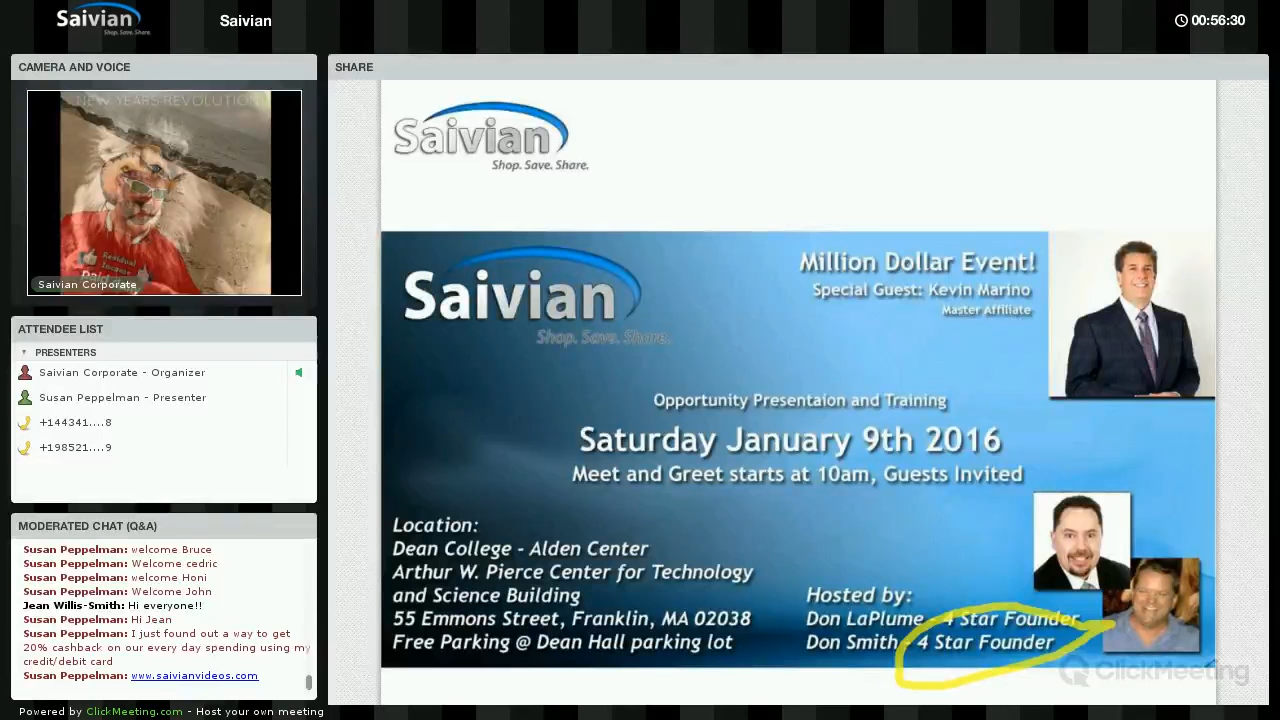 Saivian
Shop. Save. Share.
Saivian
00:56:30
CAMERA AND VOICE
NEW YEARS REVOLUTION
Residual
Income
Saivian Corporate
ATTENDEE LIST
PRESENTERS
Saivian Corporate - Organizer
Susan Peppelman - Presenter
+144341....8
+198521....9
MODERATED CHAT (Q&A)
Susan Peppelman: welcome Bruce
Susan Peppelman: Welcome cedric
Susan Peppelman: welcome Honi
Susan Peppelman: Welcome John
Jean Willis-Smith: Hi everyone!!
Susan Peppelman: Hi Jean
Susan Peppelman: I just found out a way to get
20% cashback on our every day spending using my
credit/debit card
Susan Peppelman: www.saivianvideos.com
Powered by ClickMeeting.com - Host your own meeting
SHARE
Saivian
Shop. Save. Share.
Saivian
Shop. Save. Share.
Million Dollar Event!
Special Guest: Kevin Marino
Master Affiliate
Opportunity Presentaion and Training
Saturday January 9th 2016
Meet and Greet starts at 10am, Guests Invited
Location:
Dean College - Alden Center
Arthur W. Pierce Center for Technology
and Science Building
55 Emmons Street, Franklin, MA 02038
Free Parking @ Dean Hall parking lot
Hosted by:
Don LaPlume 4 Star Founder
Don Smith 4 Star Founder
ClickMeeting